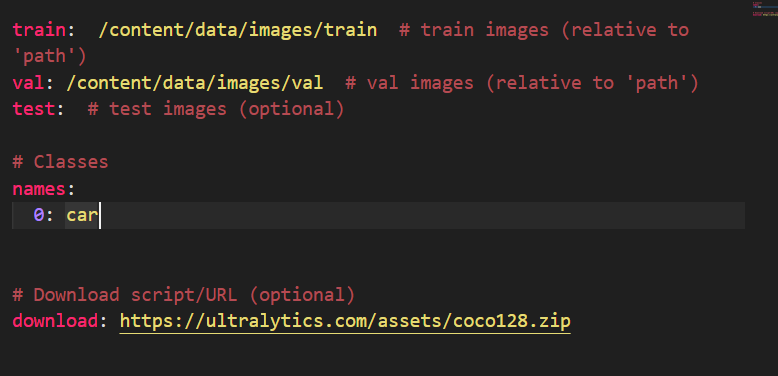 train:  /content/data/images/train  # train images (relative to
'path')
val: /content/data/images/val  # val images (relative to 'path')
test:  # test images (optional)
# Classes
names:
  0: car
# Download script/URL (optional)
download: https://ultralytics.com/assets/coco128.zip